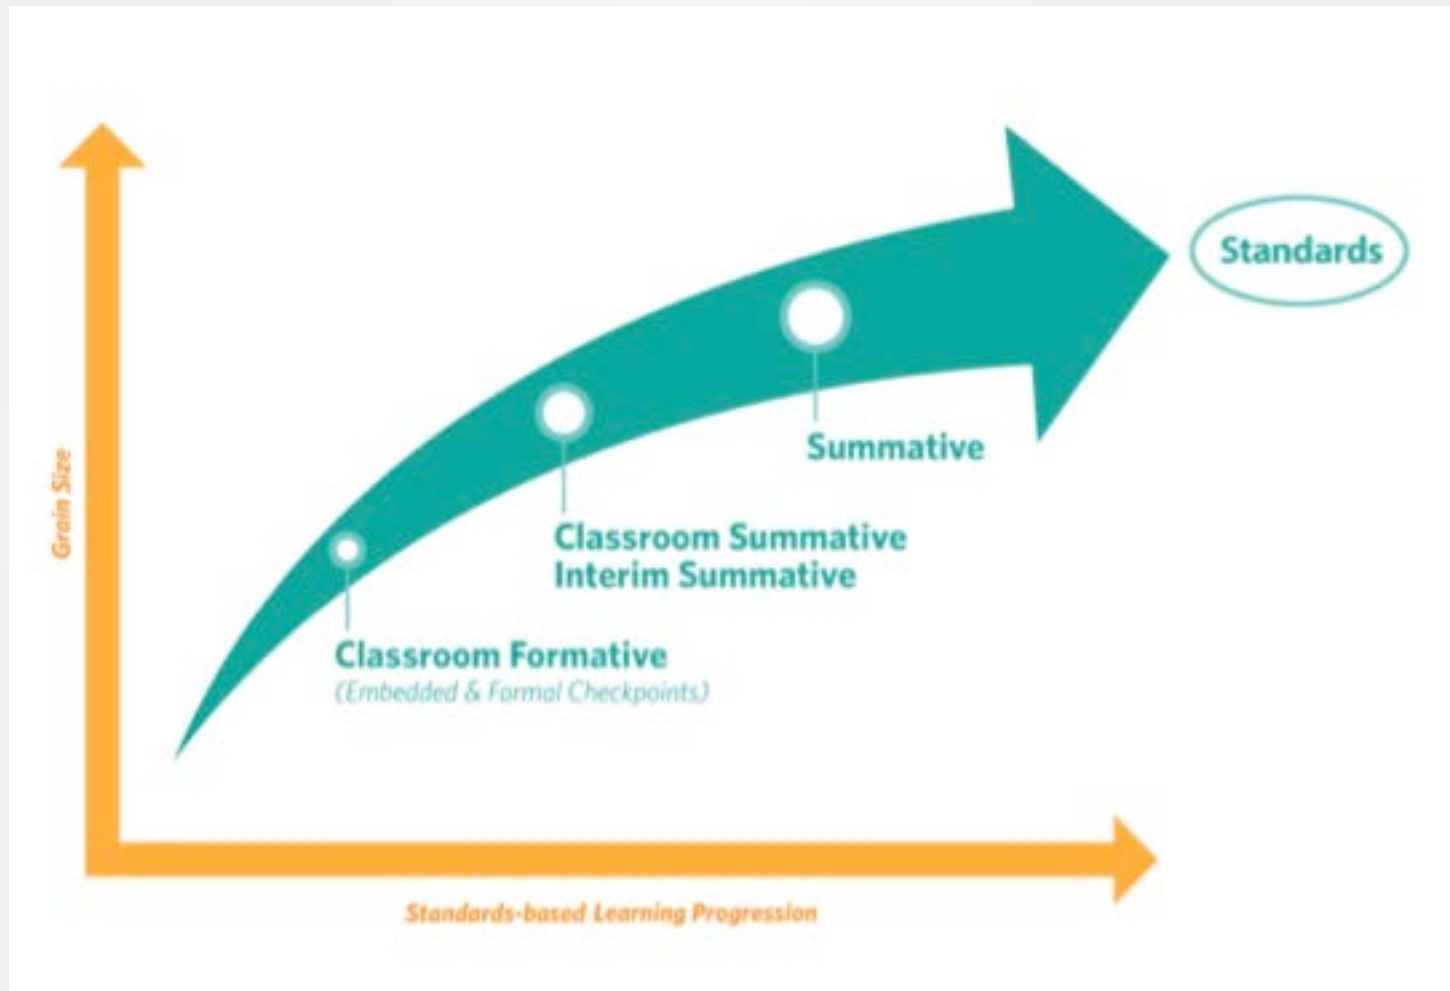 Standards
Summative
Classroom Summative
Interim Summative
Classroom Formative
(Embedded & Formal Checkpoints)
Grain Size
Standards-based Learning Progression